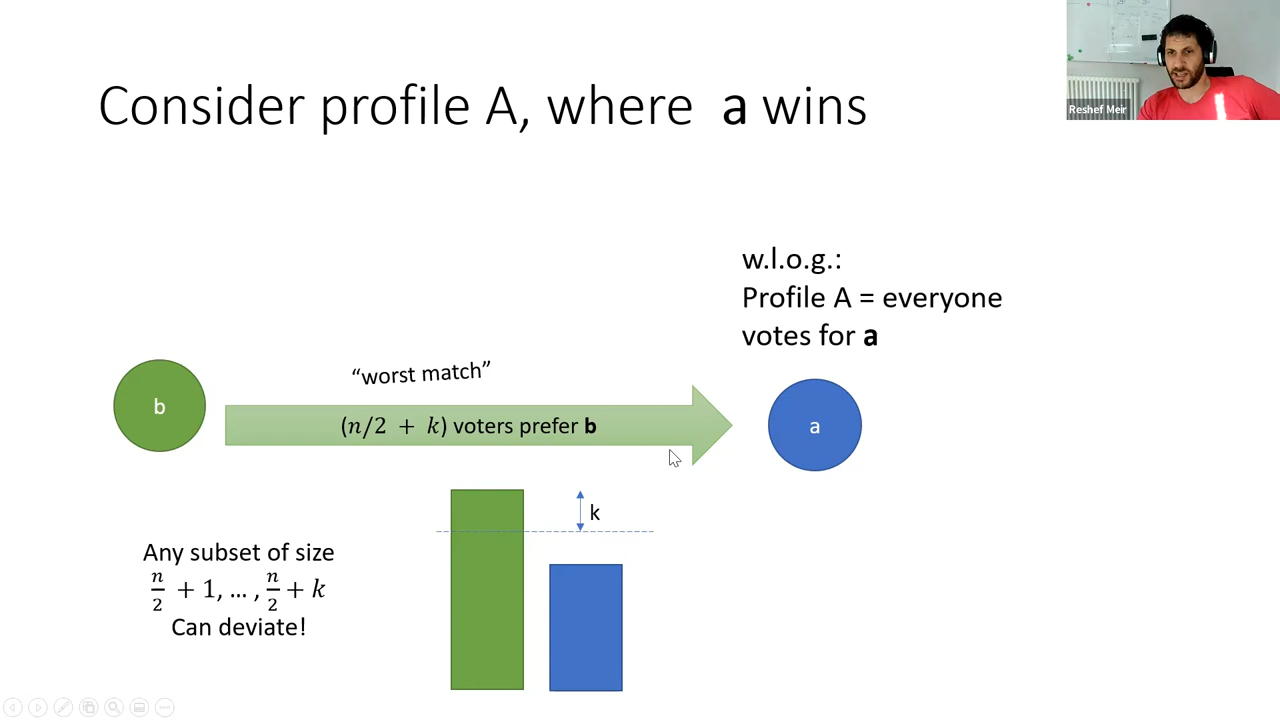 Consider profile A, where a wins
Reshef Meir
w.l.o.g.:
Profile A = everyone
votes for a
"worst match"
b
(n/2 + k) voters prefer b
a
k
Any subset of size
n/2 + 1, ... , n/2 + k
Can deviate!